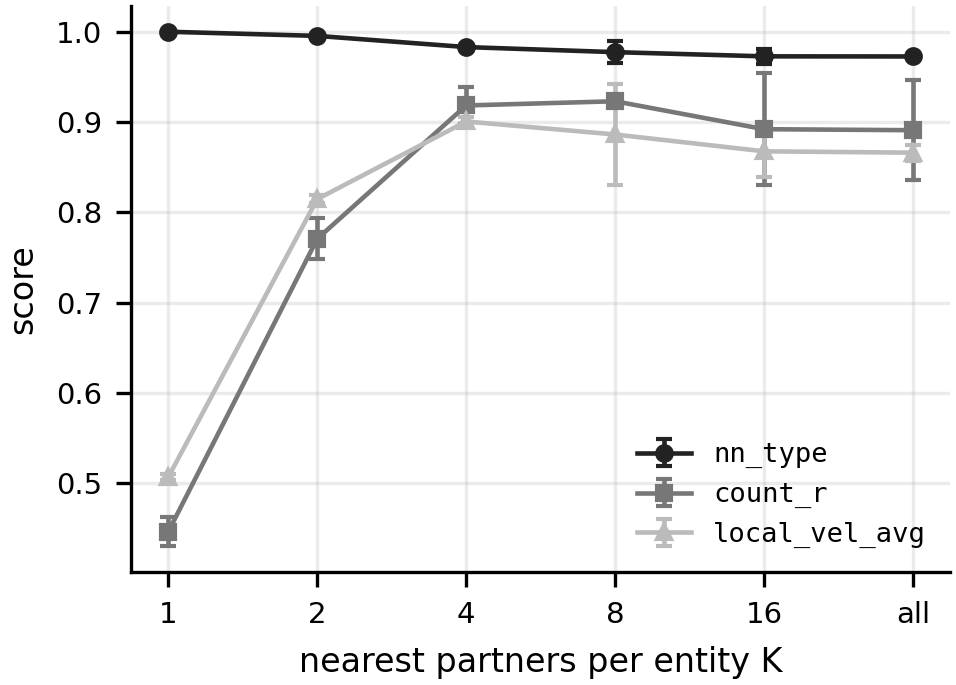 1.0
0.9
0.8
0.7
0.6
0.5
score
nn_type
count_r
local_vel_avg
1 2 4 8 16 all
nearest partners per entity K